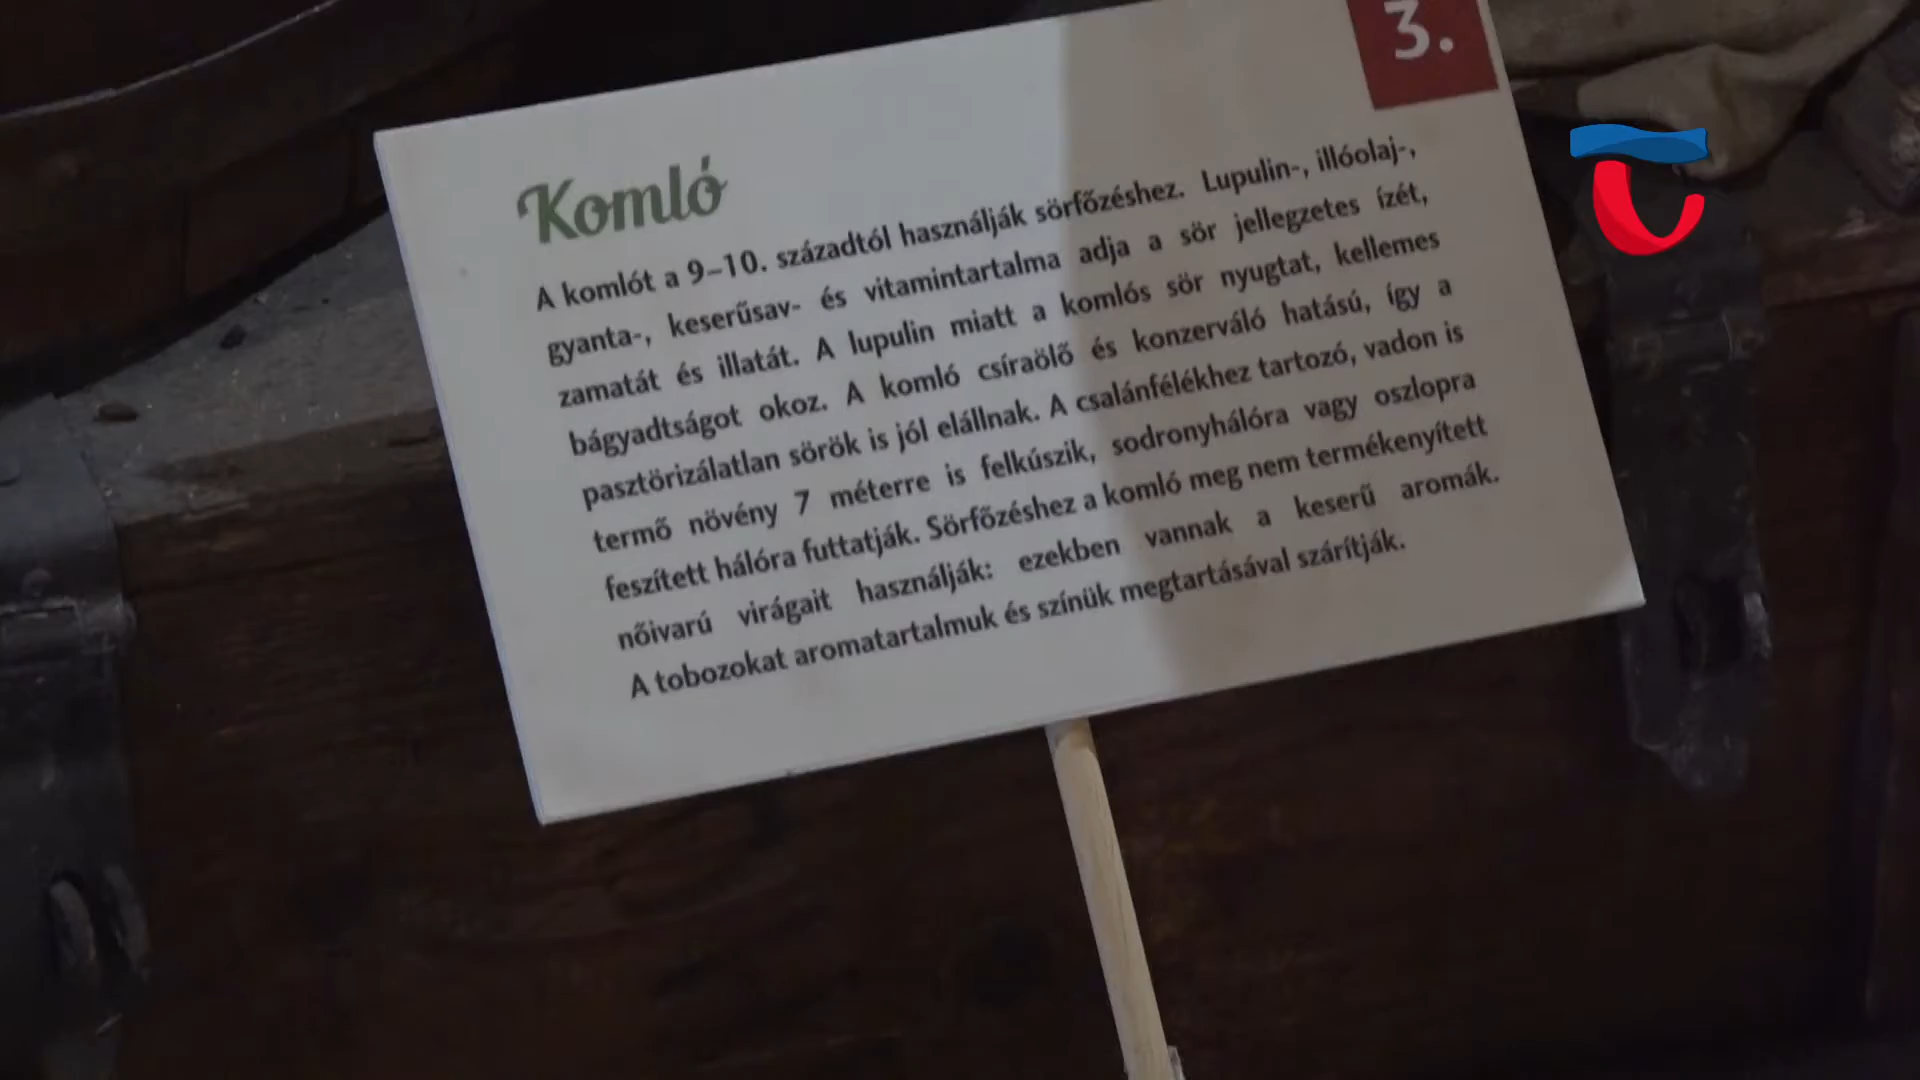 3.
Komló
A komlót a 9–10. századtól használják sörfőzéshez. Lupulin-, illóolaj-,
gyanta-, keserűsav- és vitamintartalma adja a sör jellegzetes ízét,
zamatát és illatát. A lupulin miatt a komlós sör nyugtat, kellemes
bágyadtságot okoz. A komló csíraölő és konzerváló hatású, így a
pasztörizálatlan sörök is jól elállnak. A csalánfélékhez tartozó, vadon is
termő növény 7 méterre is felkúszik, sodronyhálóra vagy oszlopra
feszített hálóra futtatják. Sörfőzéshez a komló meg nem termékenyített
nőivarú virágait használják: ezekben vannak a keserű aromák.
A tobozokat aromatartalmuk és színük megtartásával szárítják.